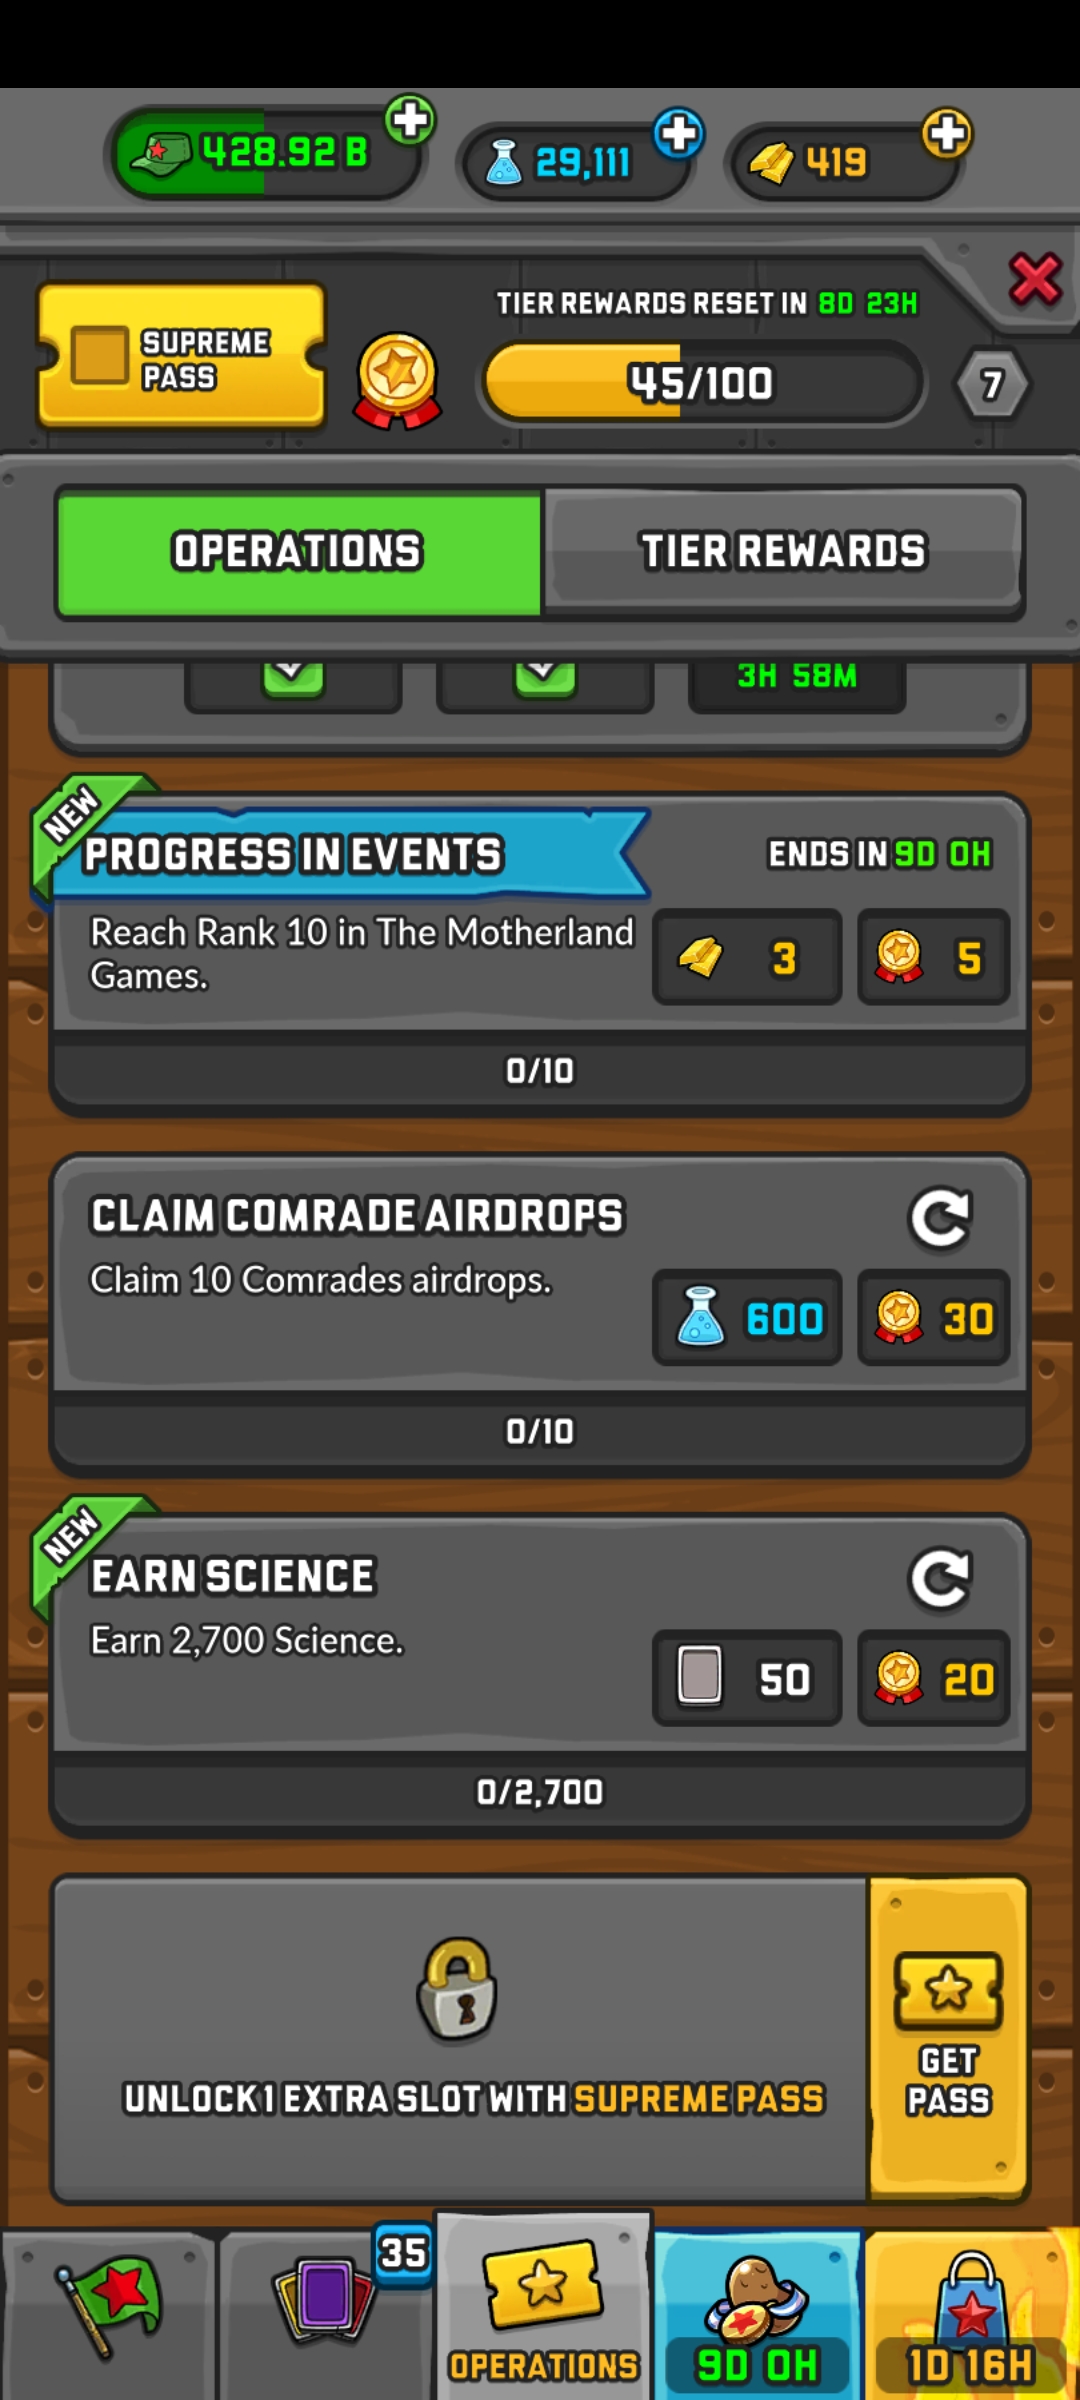 428.92 B
29,111
419
TIER REWARDS RESET IN 8D 23H
SUPREME
PASS
45/100
7
OPERATIONS
TIER REWARDS
3H 58M
NEW
PROGRESS IN EVENTS
ENDS IN 9D 0H
Reach Rank 10 in The Motherland
Games.
3
5
0/10
CLAIM COMRADE AIRDROPS
Claim 10 Comrades airdrops.
600
30
0/10
NEW
EARN SCIENCE
Earn 2,700 Science.
50
20
0/2,700
UNLOCK 1 EXTRA SLOT WITH SUPREME PASS
GET
PASS
35
OPERATIONS
9D 0H
1D 16H